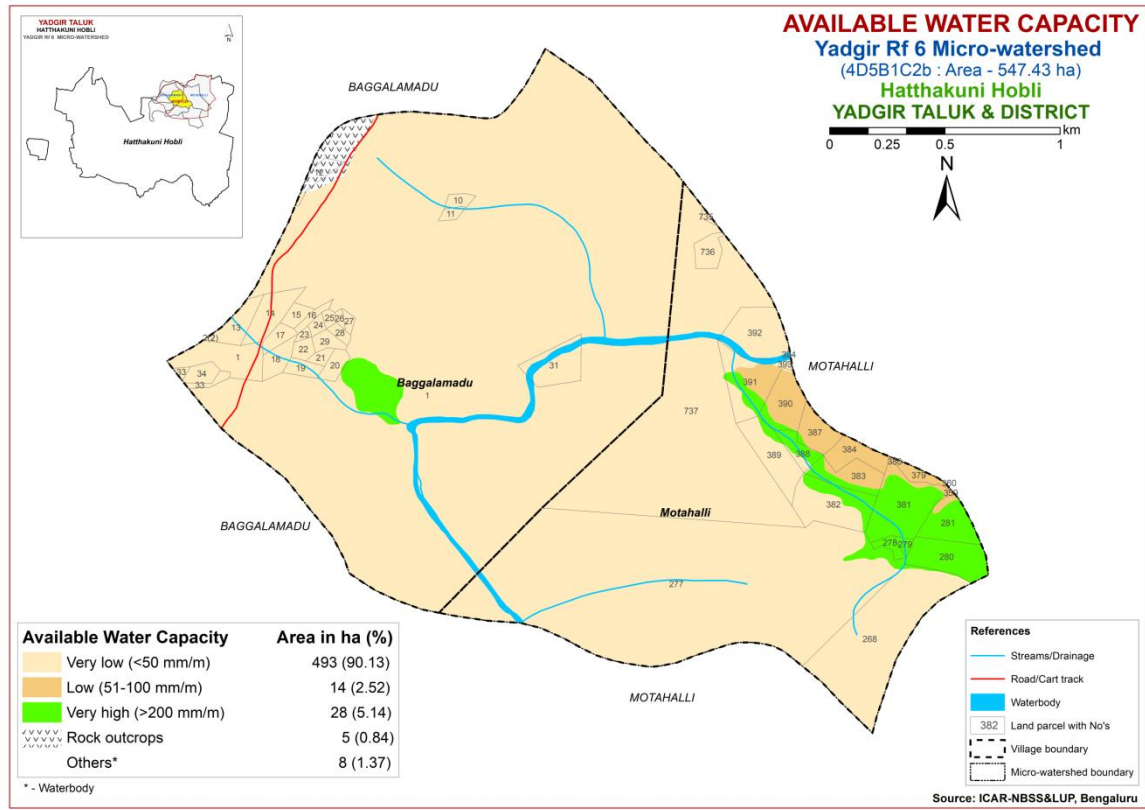 YADGIR TALUK
HATTHAKUNI HOBLI
YADGIR RF 6 MICRO-WATERSHED
N
Hatthakuni Hobli
AVAILABLE WATER CAPACITY
Yadgir Rf 6 Micro-watershed
(4D5B1C2b : Area - 547.43 ha)
Hatthakuni Hobli
YADGIR TALUK & DISTRICT
km
0 0.25 0.5 1
N
BAGGALAMADU
12
10
11
735
736
14
13
15 16 25 26 27
24
2(2)
17 23 28
29
22
1 18 21 20
19
33 34
33
31
392
394
393
MOTAHALLI
Baggalamadu
1
391
390
737
387
389 388
384
383
380
379
360
359
382
381
281
Motahalli
278 279
280
BAGGALAMADU
277
268
MOTAHALLI
Available Water Capacity Area in ha (%)
Very low (<50 mm/m) 493 (90.13)
Low (51-100 mm/m) 14 (2.52)
Very high (>200 mm/m) 28 (5.14)
Rock outcrops 5 (0.84)
Others* 8 (1.37)
* - Waterbody
References
Streams/Drainage
Road/Cart track
Waterbody
382 Land parcel with No's
Village boundary
Micro-watershed boundary
Source: ICAR-NBSS&LUP, Bengaluru